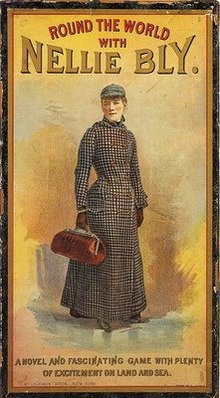 ROUND THE WORLD
WITH
NELLIE BLY.
A NOVEL AND FASCINATING GAME WITH PLENTY
OF EXCITEMENT ON LAND AND SEA.